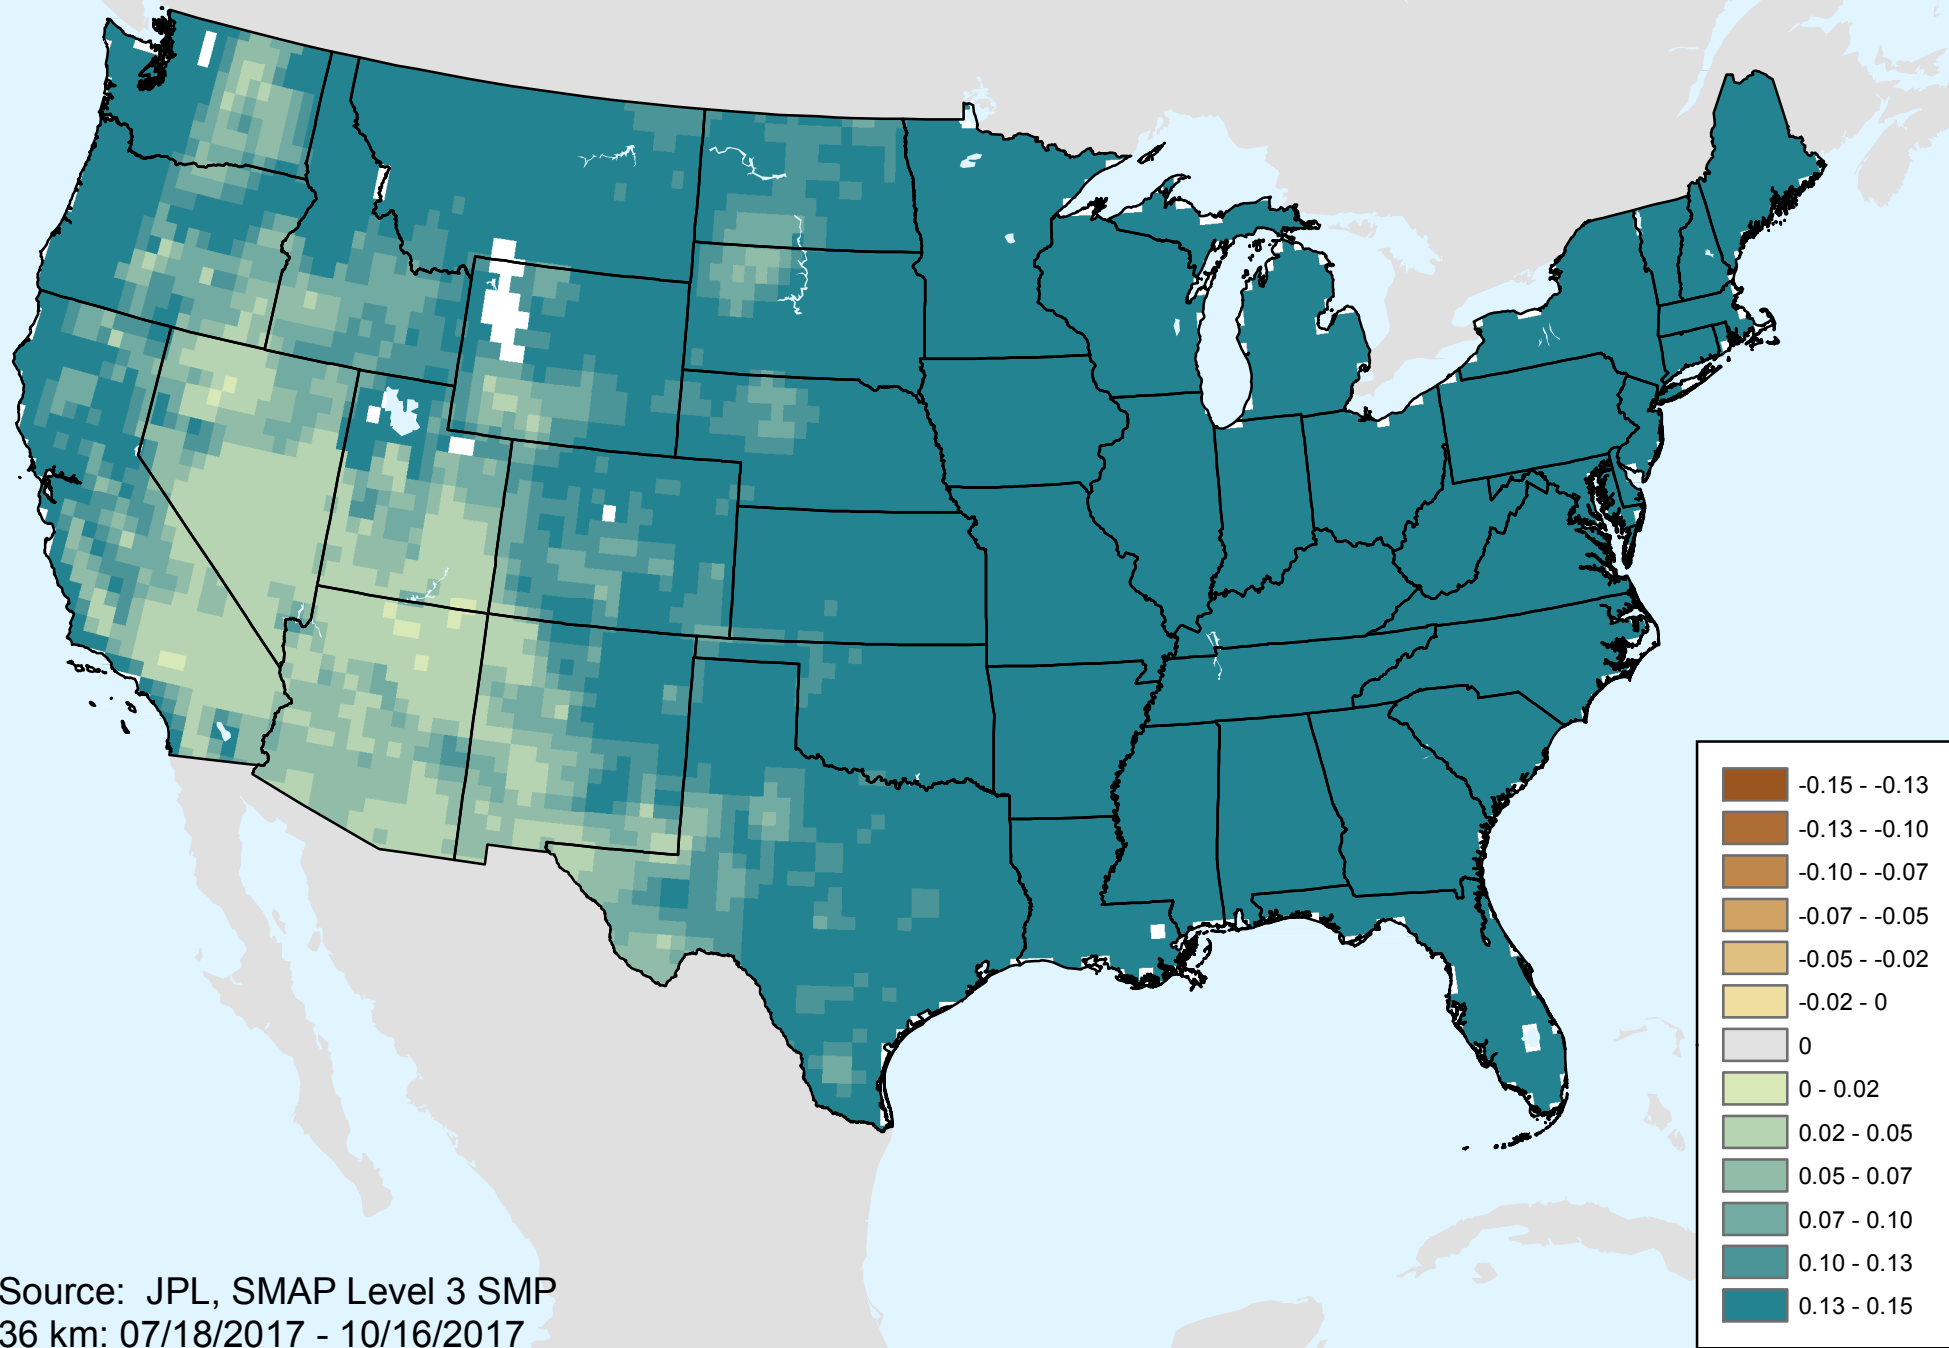 -0.15 - -0.13
-0.13 - -0.10
-0.10 - -0.07
-0.07 - -0.05
-0.05 - -0.02
-0.02 - 0
0
0 - 0.02
0.02 - 0.05
0.05 - 0.07
0.07 - 0.10
0.10 - 0.13
0.13 - 0.15
Source: JPL, SMAP Level 3 SMP
36 km: 07/18/2017 - 10/16/2017